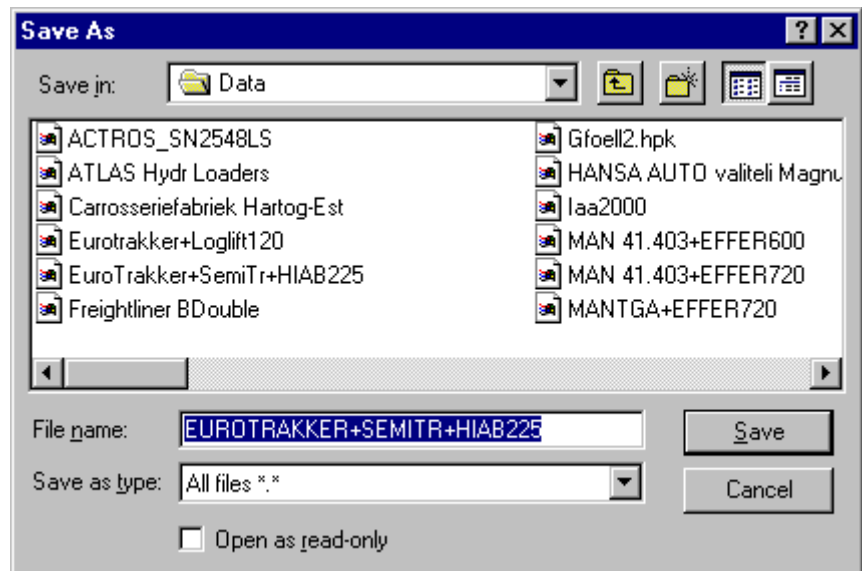 Save As
Save in:
Data
ACTROS_SN2548LS
ATLAS Hydr Loaders
Carrosseriefabriek Hartog-Est
Eurotrakker+Loglift120
EuroTrakker+SemiTr+HIAB225
Freightliner BDouble
Gfoell2.hpk
HANSA AUTO valiteli Magnu
Iaa2000
MAN 41.403+EFFER600
MAN 41.403+EFFER720
MANTGA+EFFER720
File name:
EUROTRAKKER+SEMITR+HIAB225
Save
Save as type:
All files *.*
Cancel
Open as read-only